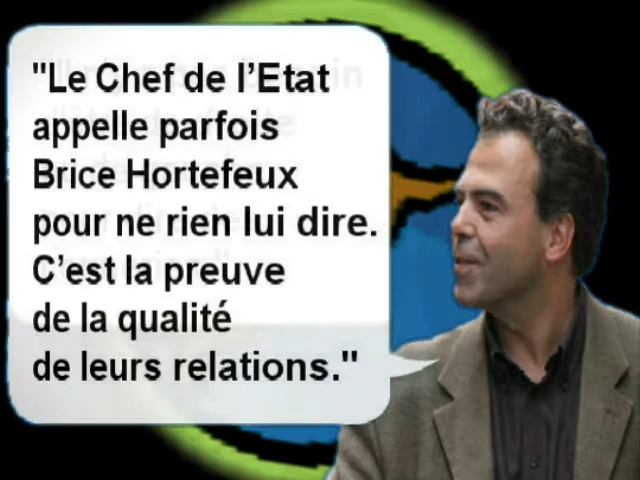 "Le Chef de l’Etat
appelle parfois
Brice Hortefeux
pour ne rien lui dire.
C’est la preuve
de la qualité
de leurs relations."